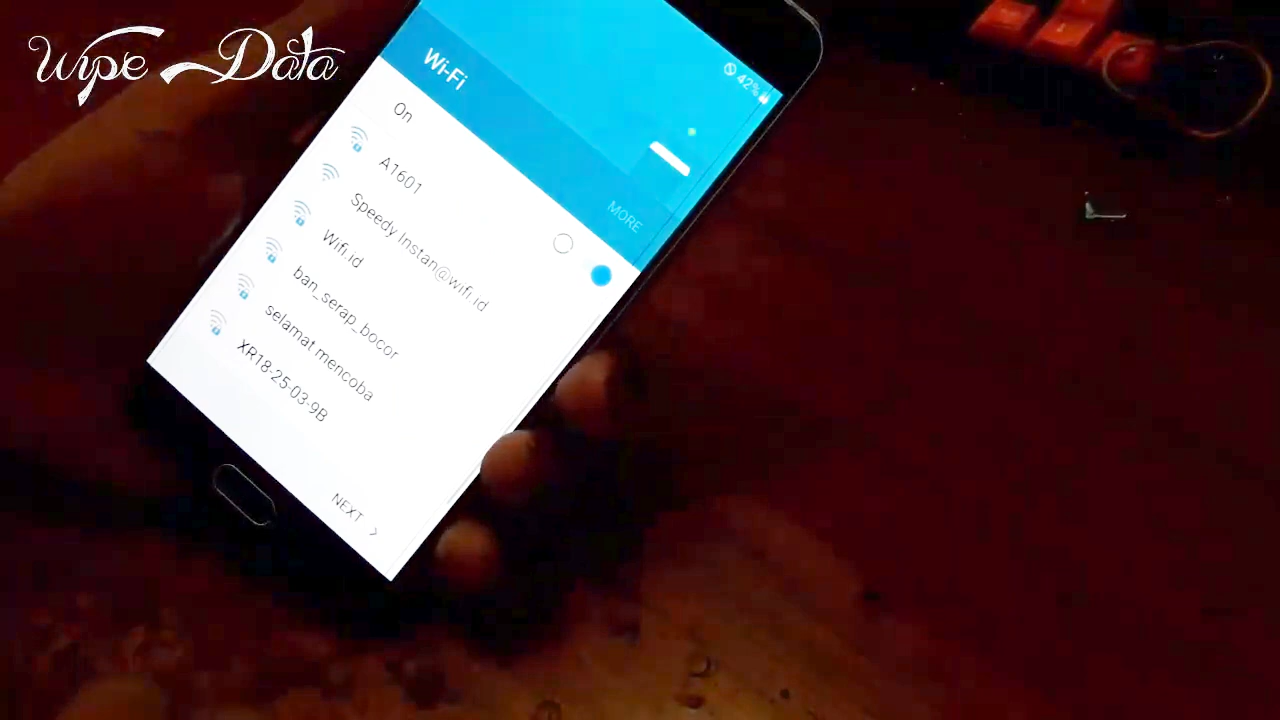 Wipe Data
42%
Wi-Fi
MORE
On
A1601
Speedy Instan@wifi.id
Wifi.id
ban_serap_bocor
selamat mencoba
XR18-25-03-9B
NEXT